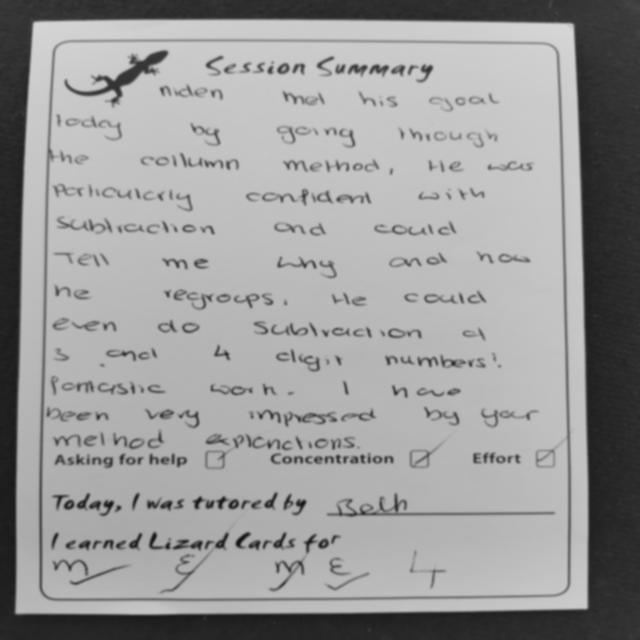 Session Summary
niden met his goal
today by going through
the collumn method, He was
particularly confident with
subtraction and could
Tell me why and how
he regroups. He could
even do subtraction of
3 and 4 digit numbers!
Fantastic work. I have
been very impressed by your
method explanations.
Asking for help Concentration Effort
Today, I was tutored by Beth
I earned Lizard Cards for
m E m E 4